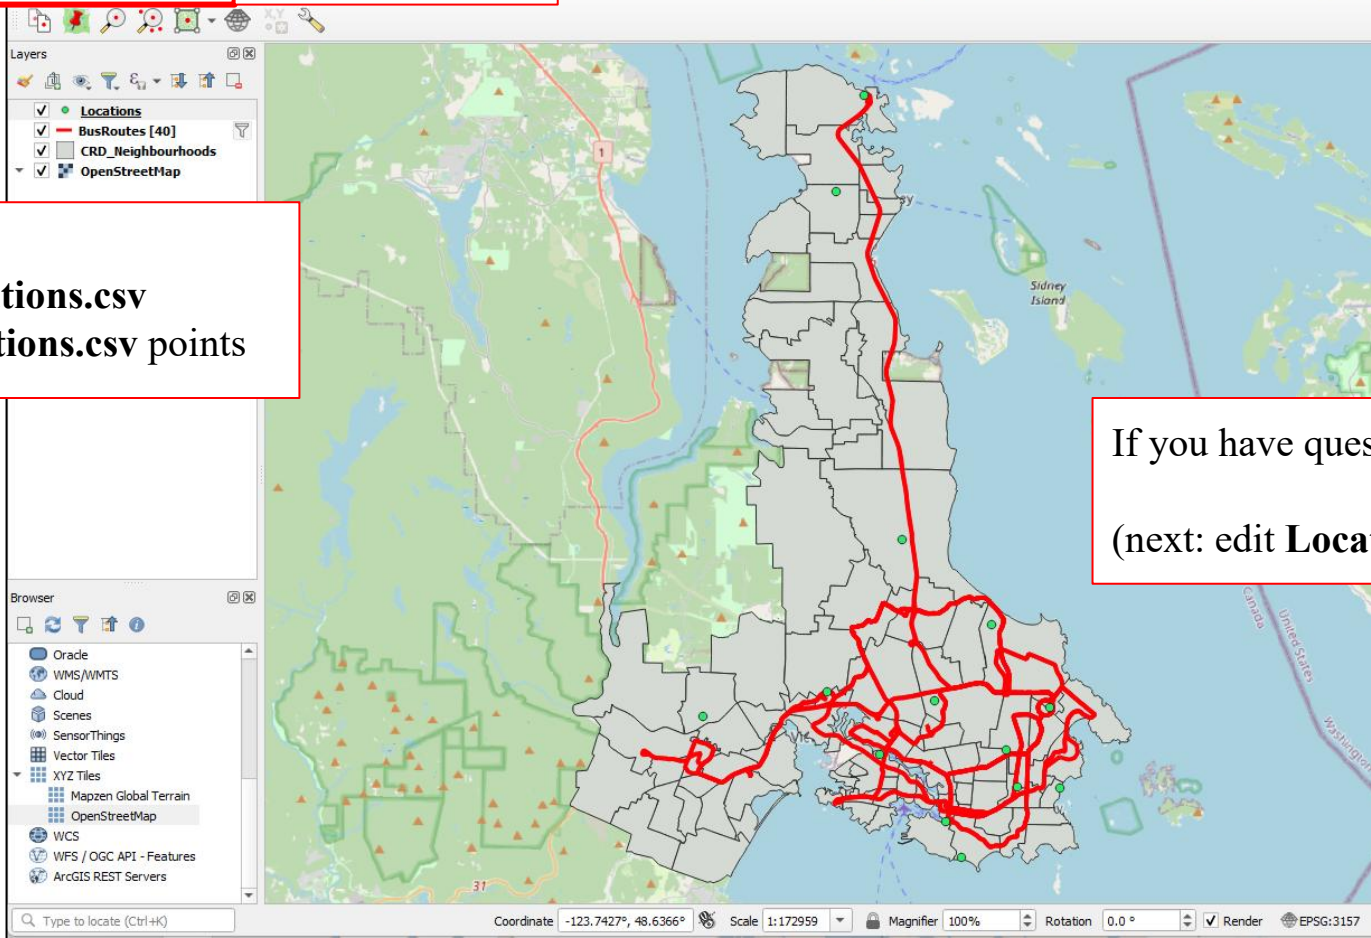 X,Y
Layers
Locations
BusRoutes [40]
CRD_Neighbourhoods
OpenStreetMap
tions.csv
tions.csv points
1
Sidney
Island
If you have ques
(next: edit Loca
Canada
United States
Washington
31
Browser
Oracle
WMS/WMTS
Cloud
Scenes
SensorThings
Vector Tiles
XYZ Tiles
Mapzen Global Terrain
OpenStreetMap
WCS
WFS / OGC API - Features
ArcGIS REST Servers
Type to locate (Ctrl+K)
Coordinate -123.7427°, 48.6366° Scale 1:172959 Magnifier 100% Rotation 0.0 ° Render EPSG:3157